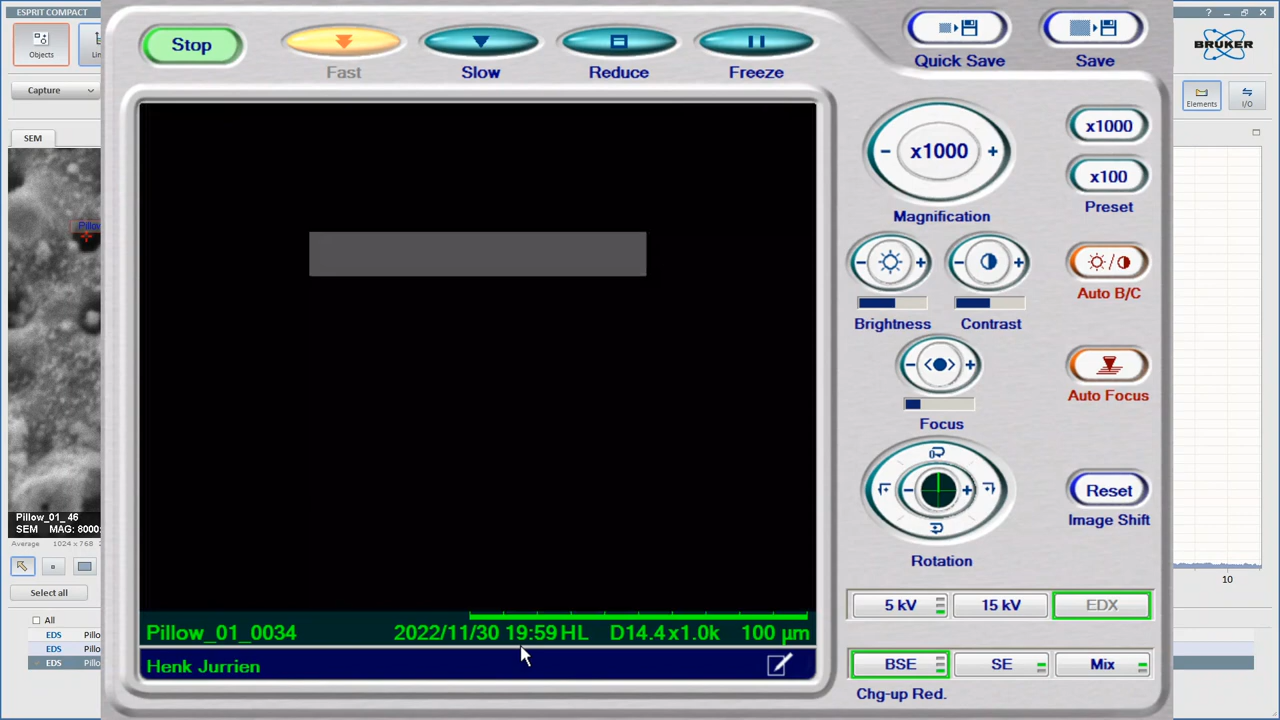 ESPRIT COMPACT
Stop
Fast
Slow
Reduce
Freeze
Quick Save
Save
BRUKER
Objects
Capture
Elements
I/O
SEM
x1000
Magnification
x1000
x100
Preset
Brightness
Contrast
Auto B/C
Focus
Auto Focus
Rotation
Reset
Image Shift
Pillow_01_46
SEM MAG: 8000
Average 1024 x 768
Select all
All
EDS
EDS
EDS
10
5 kV
15 kV
EDX
Pillow_01_0034 2022/11/30 19:59 HL D14.4 x1.0k 100 µm
Henk Jurrien
BSE
SE
Mix
Chg-up Red.